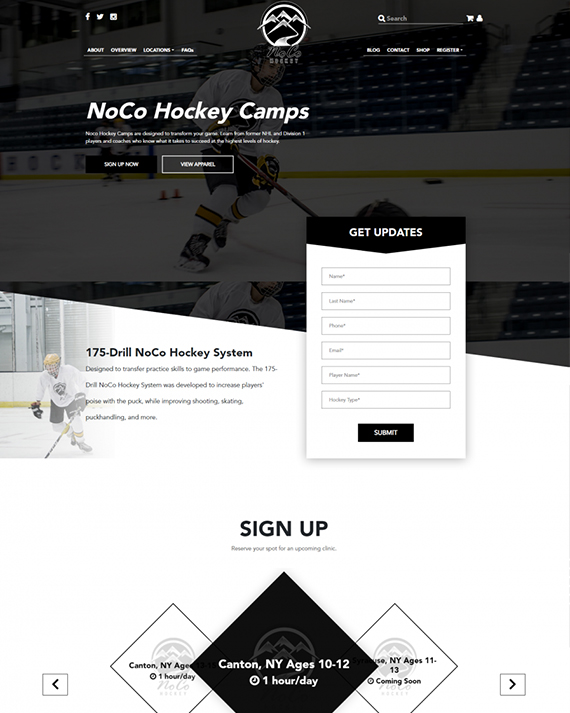 Search
NoCo
HOCKEY
ABOUT OVERVIEW LOCATIONS FAQs
BLOG CONTACT SHOP REGISTER
NoCo Hockey Camps
Noco Hockey Camps are designed to transform your game. Learn from former NHL and Division 1
players and coaches who know what it takes to succeed at the highest levels of hockey.
SIGN UP NOW
VIEW APPAREL
GET UPDATES
Name*
Last Name*
Phone*
Email*
Player Name*
Hockey Type*
SUBMIT
175-Drill NoCo Hockey System
Designed to transfer practice skills to game performance. The 175-
Drill NoCo Hockey System was developed to increase players'
poise with the puck, while improving shooting, skating,
puckhandling, and more.
SIGN UP
Reserve your spot for an upcoming clinic.
Canton, NY Ages
1 hour/day
NoCo
HOCKEY
Canton, NY Ages 10-12
1 hour/day
NY Ages 11-
13
Coming Soon
NoCo
HOCKEY